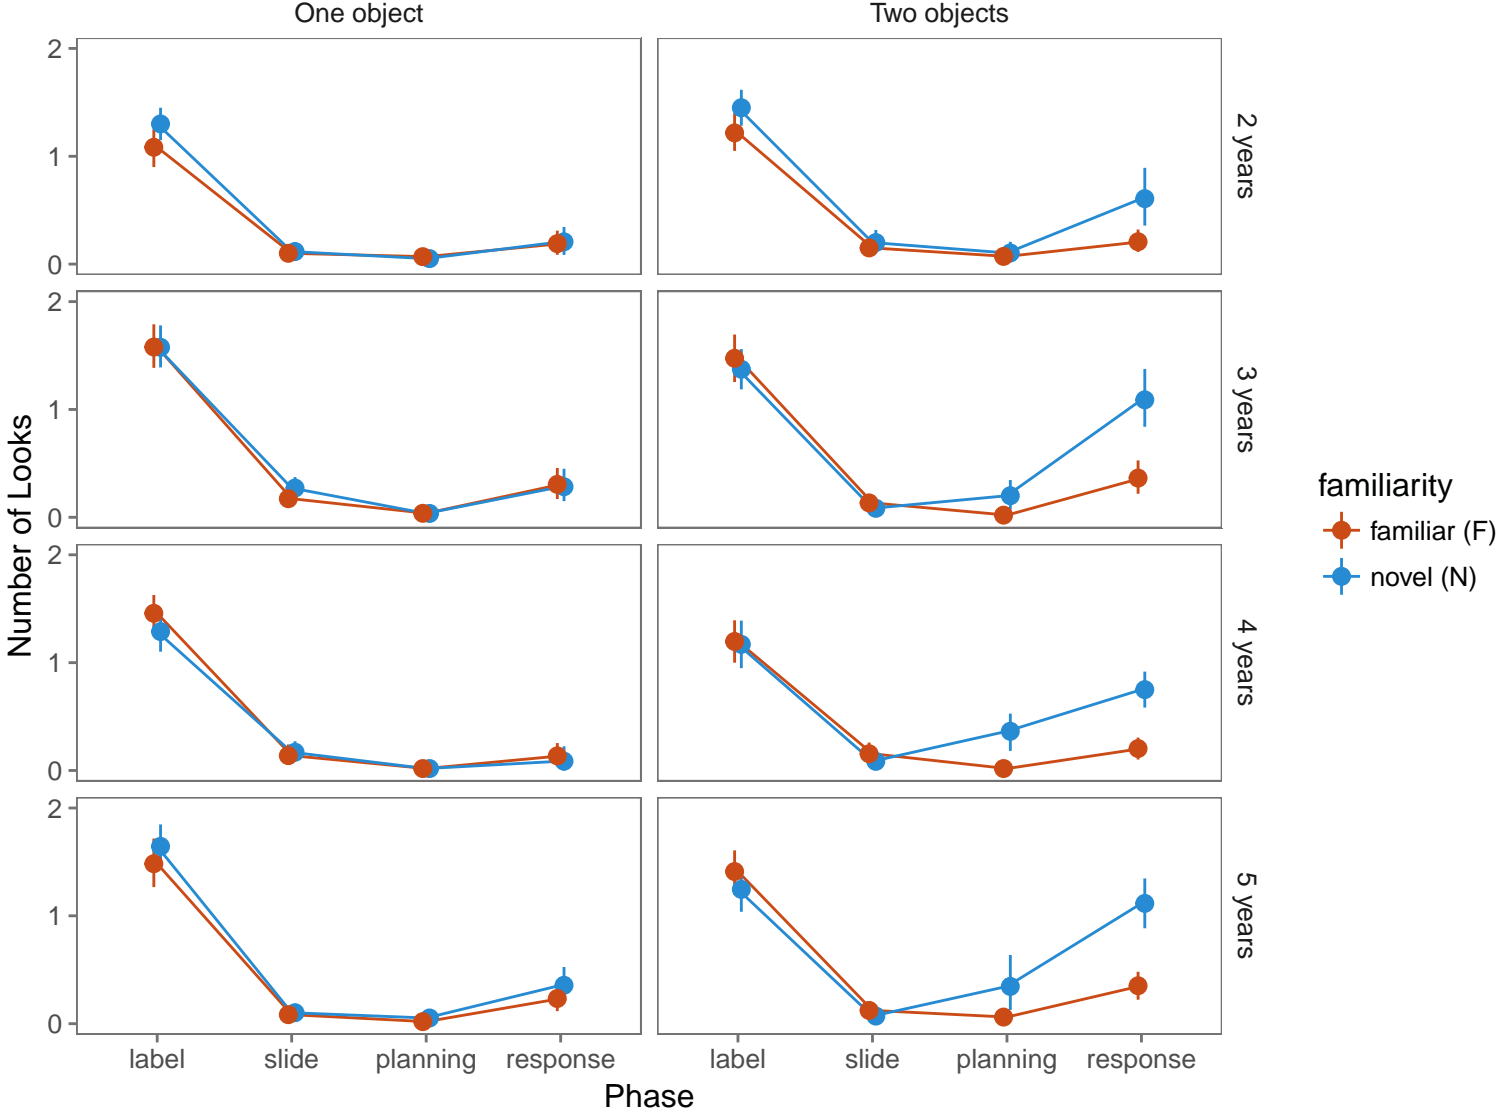 One object
Two objects
2
1
0
2 years
2
1
0
3 years
2
1
0
4 years
2
1
0
5 years
Number of Looks
label slide planning response
label slide planning response
Phase
familiarity
familiar (F)
novel (N)